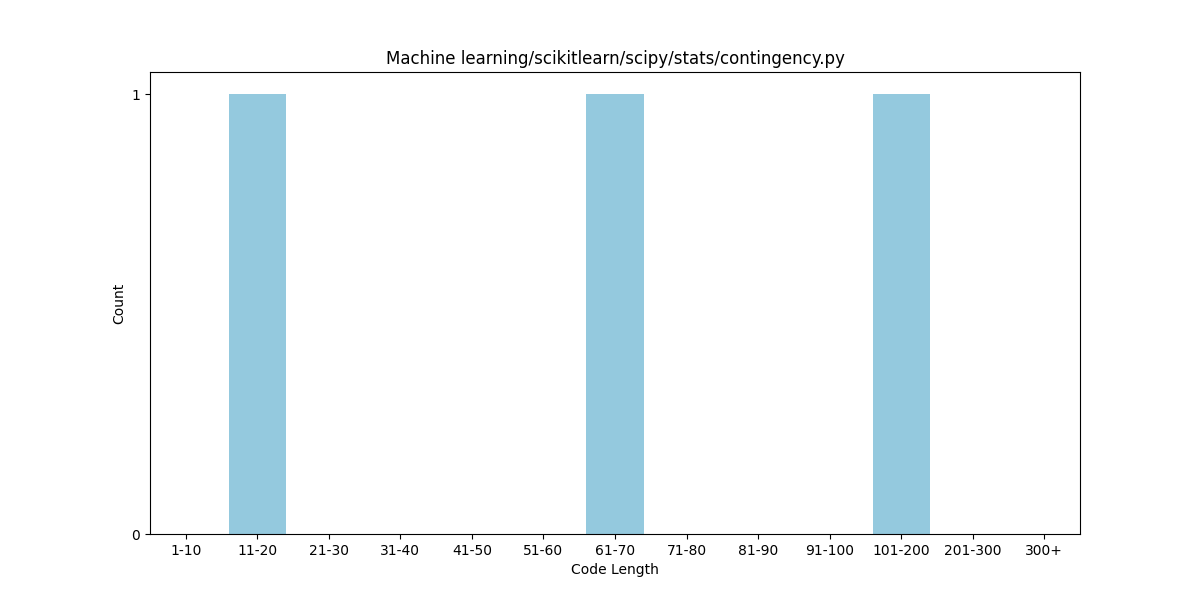 Machine learning/scikitlearn/scipy/stats/contingency.py
1
Count
0
1-10 11-20 21-30 31-40 41-50 51-60 61-70 71-80 81-90 91-100 101-200 201-300 300+
Code Length